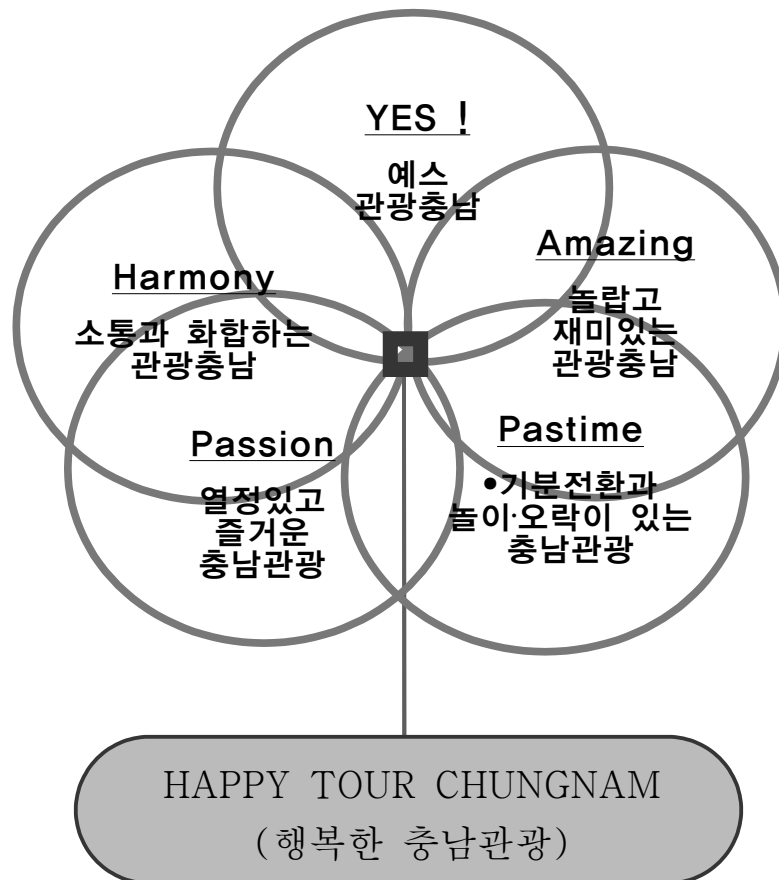 YES !
예스
관광충남
Amazing
놀랍고
재미있는
관광충남
Harmony
소통과 화합하는
관광충남
Passion
열정있고
즐거운
충남관광
Pastime
•기분전환과
놀이·오락이 있는
충남관광
HAPPY TOUR CHUNGNAM
(행복한 충남관광)